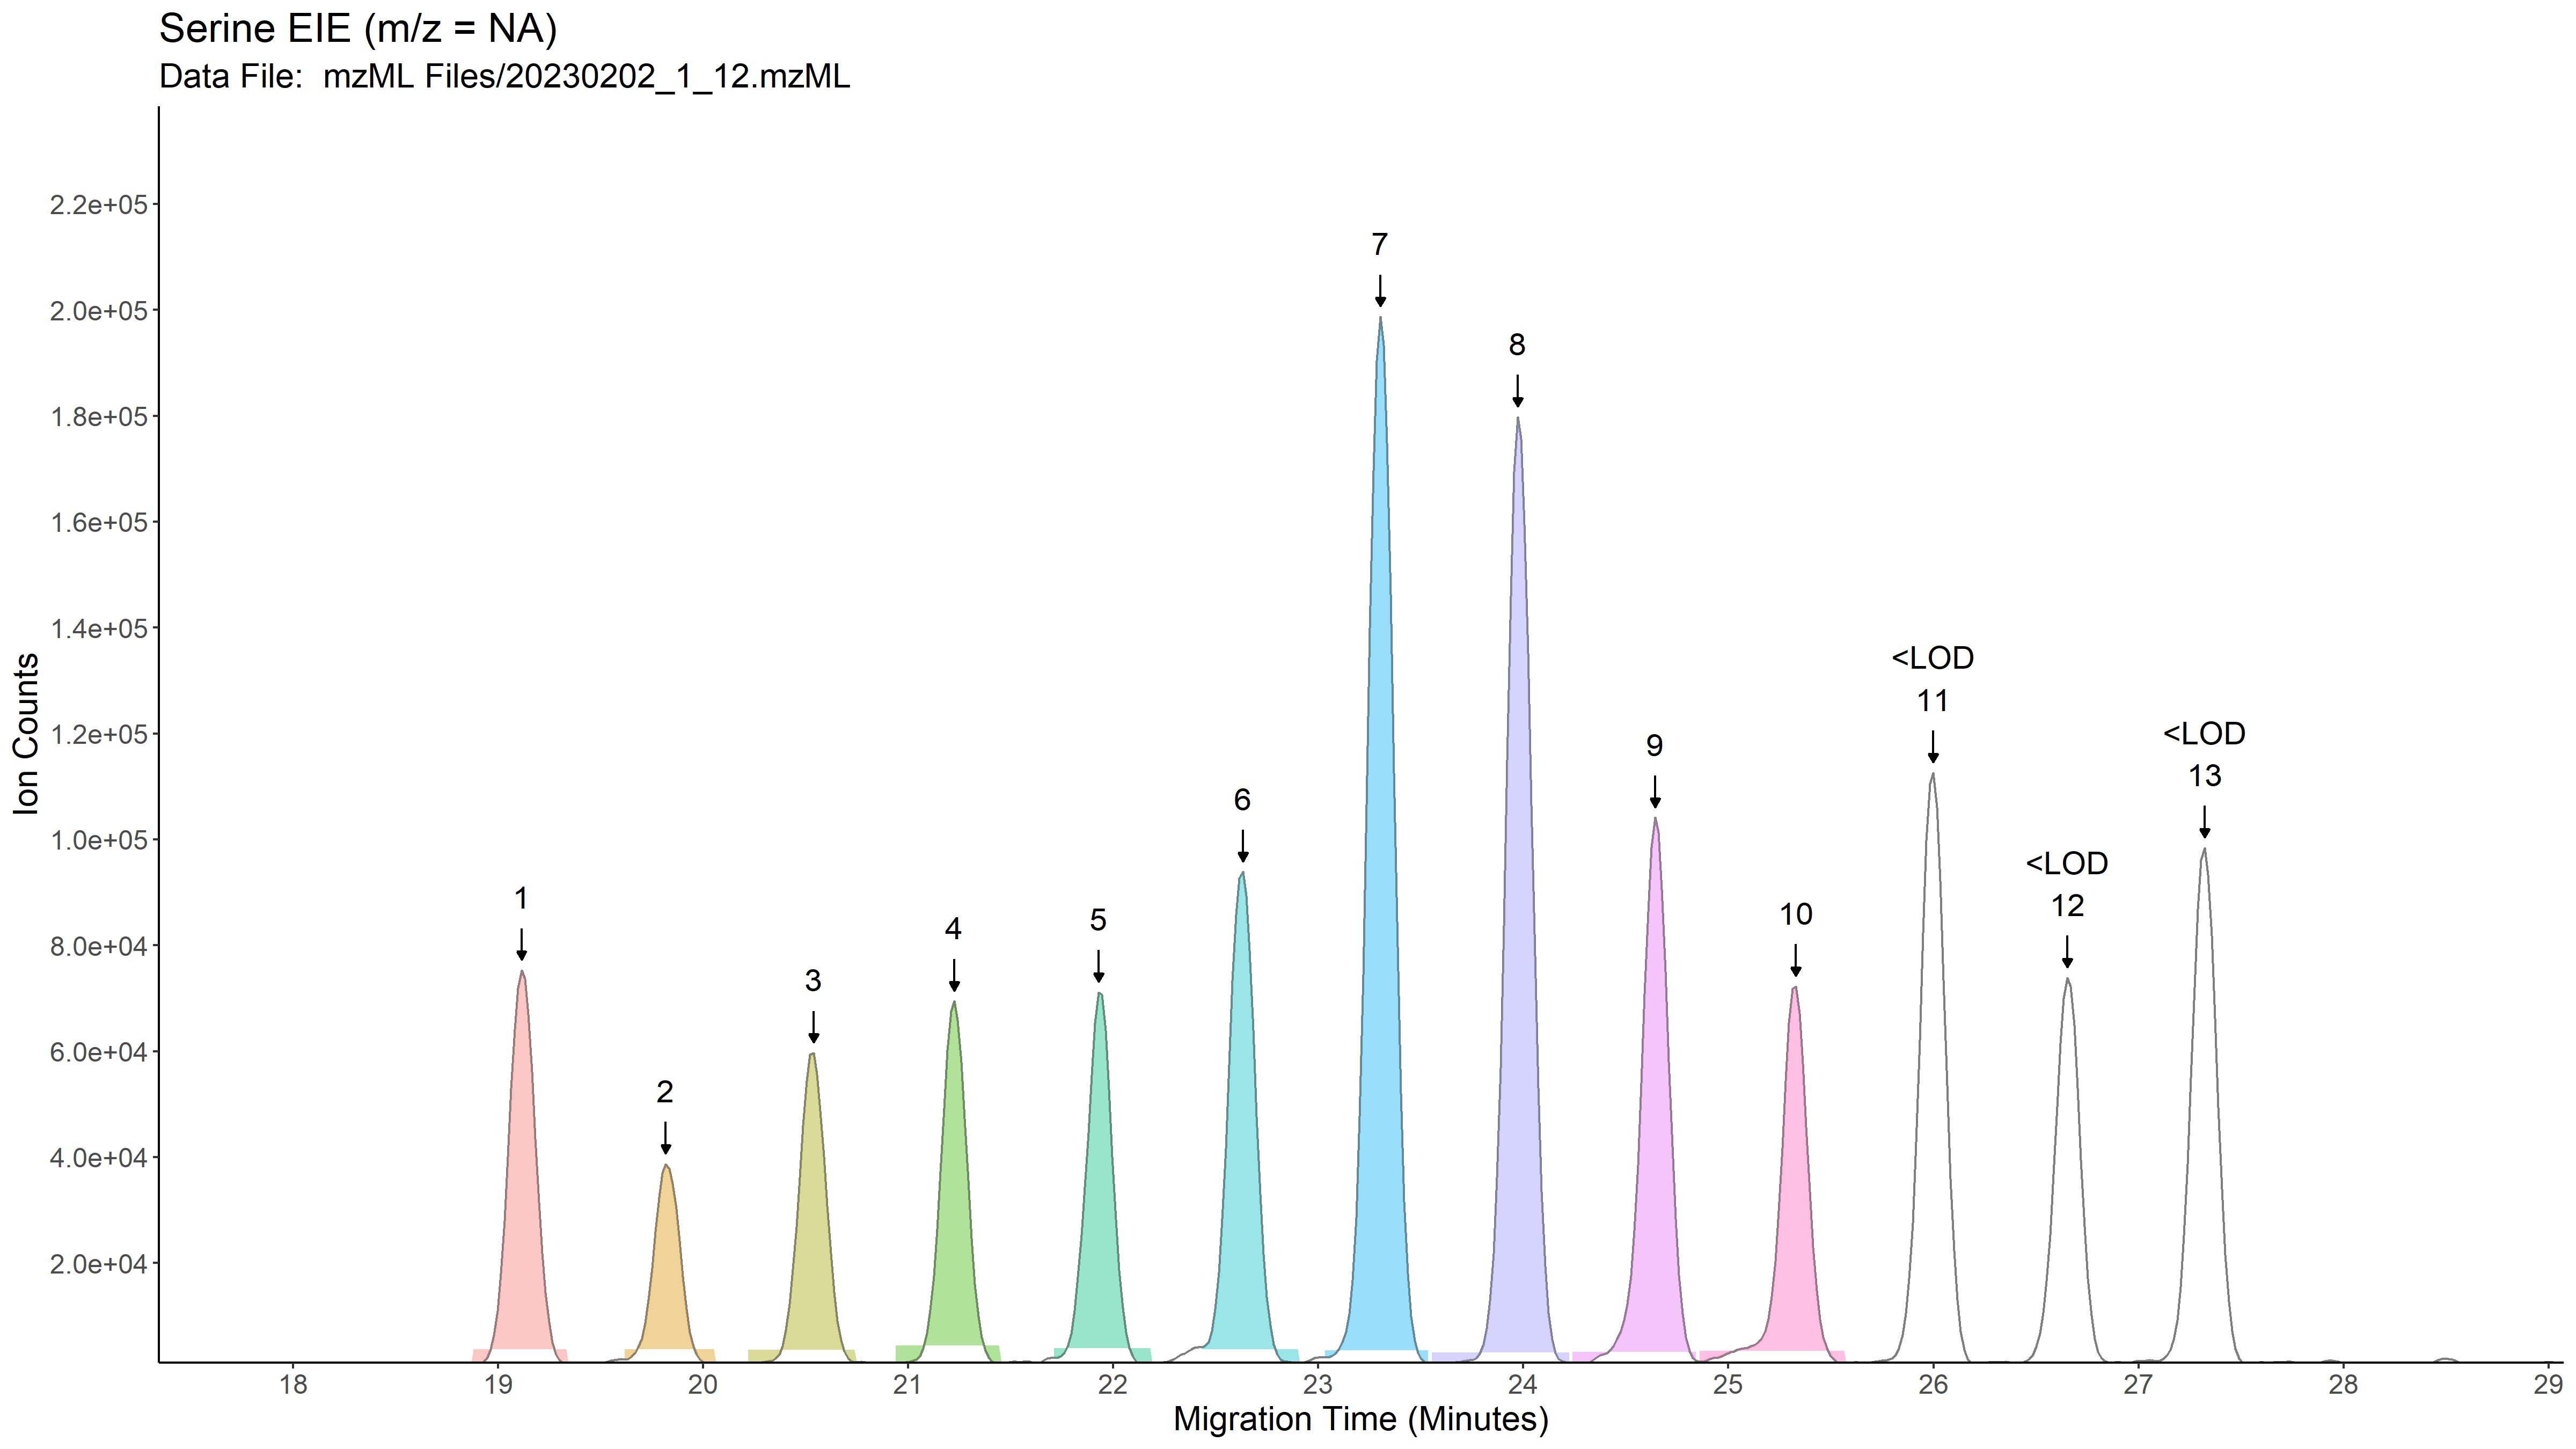 Serine EIE (m/z = NA)
Data File:  mzML Files/20230202_1_12.mzML
Ion Counts
2.2e+05
2.0e+05
1.8e+05
1.6e+05
1.4e+05
1.2e+05
1.0e+05
8.0e+04
6.0e+04
4.0e+04
2.0e+04
1
2
3
4
5
6
7
8
9
10
<LOD
11
<LOD
12
<LOD
13
18 19 20 21 22 23 24 25 26 27 28 29
Migration Time (Minutes)